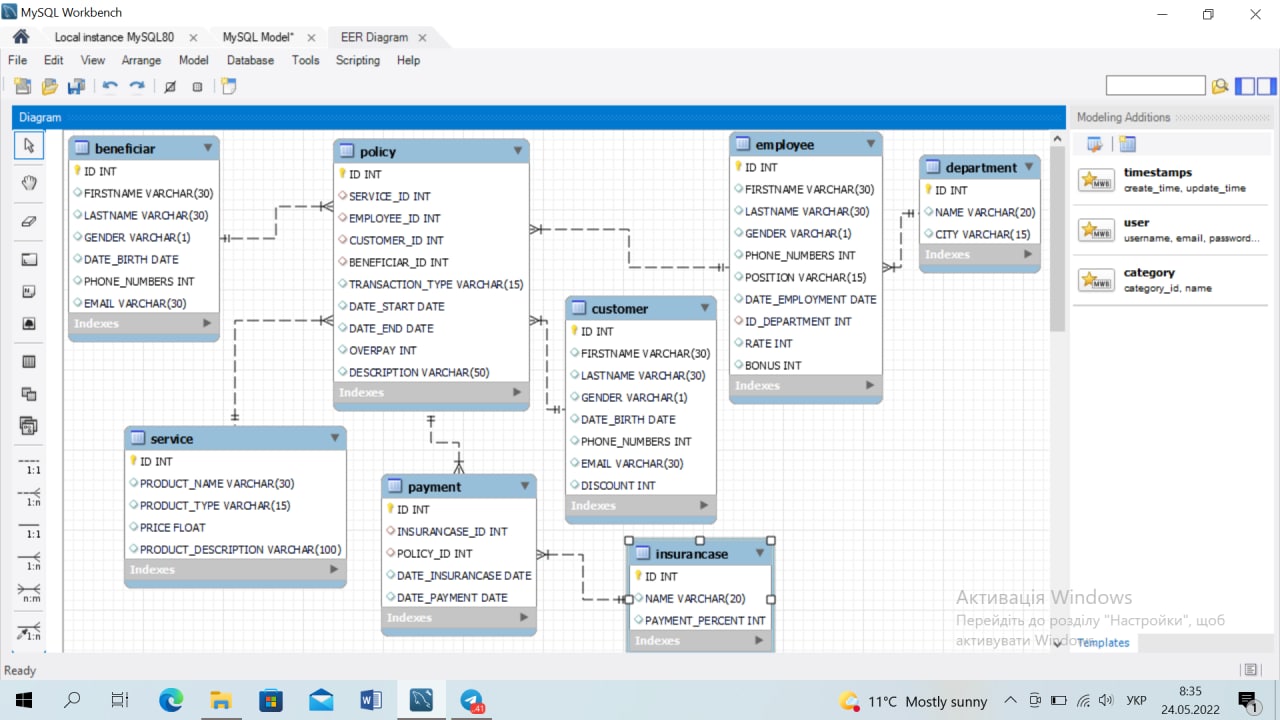 MySQL Workbench
Local instance MySQL80
MySQL Model*
EER Diagram
File Edit View Arrange Model Database Tools Scripting Help
Diagram
beneficiar
ID INT
FIRSTNAME VARCHAR(30)
LASTNAME VARCHAR(30)
GENDER VARCHAR(1)
DATE_BIRTH DATE
PHONE_NUMBERS INT
EMAIL VARCHAR(30)
Indexes
policy
ID INT
SERVICE_ID INT
EMPLOYEE_ID INT
CUSTOMER_ID INT
BENEFICIAR_ID INT
TRANSACTION_TYPE VARCHAR(15)
DATE_START DATE
DATE_END DATE
OVERPAY INT
DESCRIPTION VARCHAR(50)
Indexes
employee
ID INT
FIRSTNAME VARCHAR(30)
LASTNAME VARCHAR(30)
GENDER VARCHAR(1)
PHONE_NUMBERS INT
POSITION VARCHAR(15)
DATE_EMPLOYMENT DATE
ID_DEPARTMENT INT
RATE INT
BONUS INT
Indexes
department
ID INT
NAME VARCHAR(20)
CITY VARCHAR(15)
Indexes
customer
ID INT
FIRSTNAME VARCHAR(30)
LASTNAME VARCHAR(30)
GENDER VARCHAR(1)
DATE_BIRTH DATE
PHONE_NUMBERS INT
EMAIL VARCHAR(30)
DISCOUNT INT
Indexes
service
ID INT
PRODUCT_NAME VARCHAR(30)
PRODUCT_TYPE VARCHAR(15)
PRICE FLOAT
PRODUCT_DESCRIPTION VARCHAR(100)
Indexes
payment
ID INT
INSURANCASE_ID INT
POLICY_ID INT
DATE_INSURANCASE DATE
DATE_PAYMENT DATE
Indexes
insurancase
ID INT
NAME VARCHAR(20)
PAYMENT_PERCENT INT
Indexes
1:1
1:n
1:1
1:n
n:m
1:n
Modeling Additions
MWB
timestamps
create_time, update_time
MWB
user
username, email, password...
MWB
category
category_id, name
Активація Windows
Перейдіть до розділу "Настройки", щоб
активувати Windows.
Templates
Ready
41
11°C Mostly sunny
УКР
8:35
24.05.2022
1